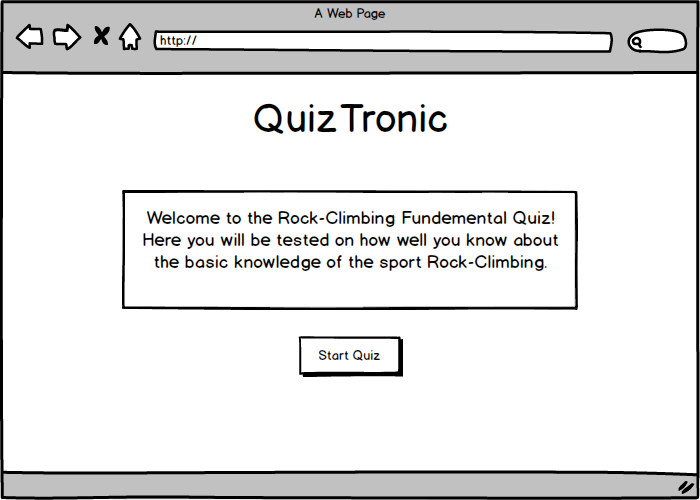 A Web Page
http://
QuizTronic
Welcome to the Rock-Climbing Fundemental Quiz!
Here you will be tested on how well you know about
the basic knowledge of the sport Rock-Climbing.
Start Quiz